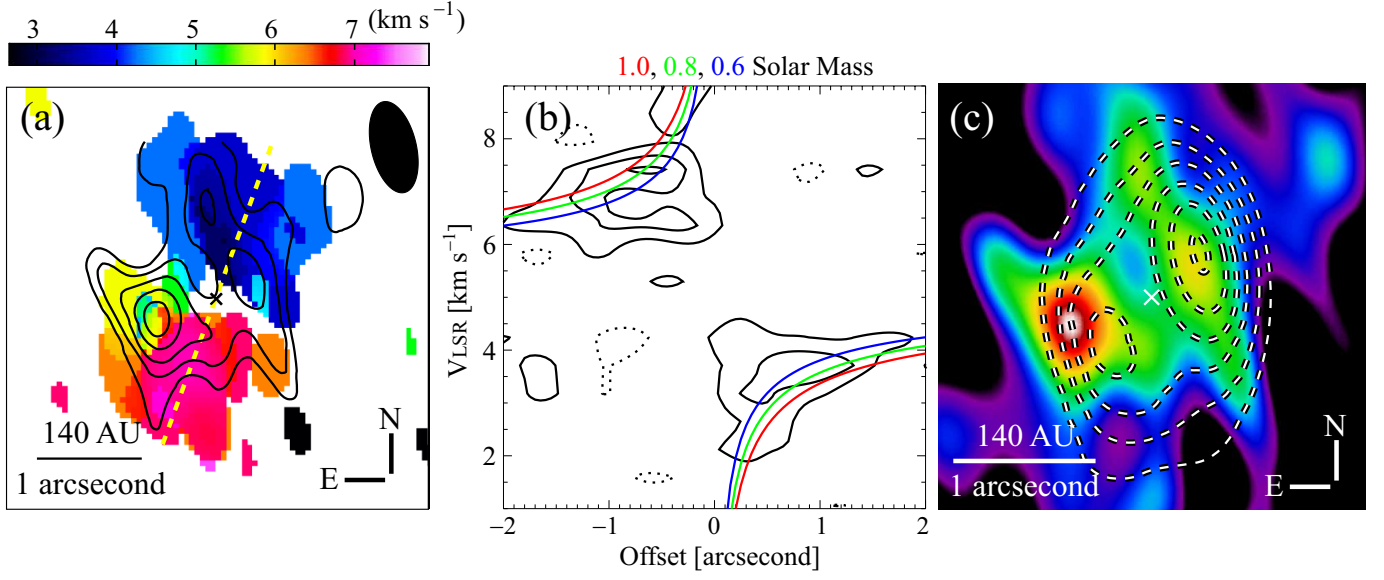 3 4 5 6 7 (km s⁻¹)
(a)
140 AU
1 arcsecond
N
E
1.0, 0.8, 0.6 Solar Mass
(b)
8
6
4
2
V_LSR [km s⁻¹]
−2 −1 0 1 2
Offset [arcsecond]
(c)
140 AU
1 arcsecond
N
E